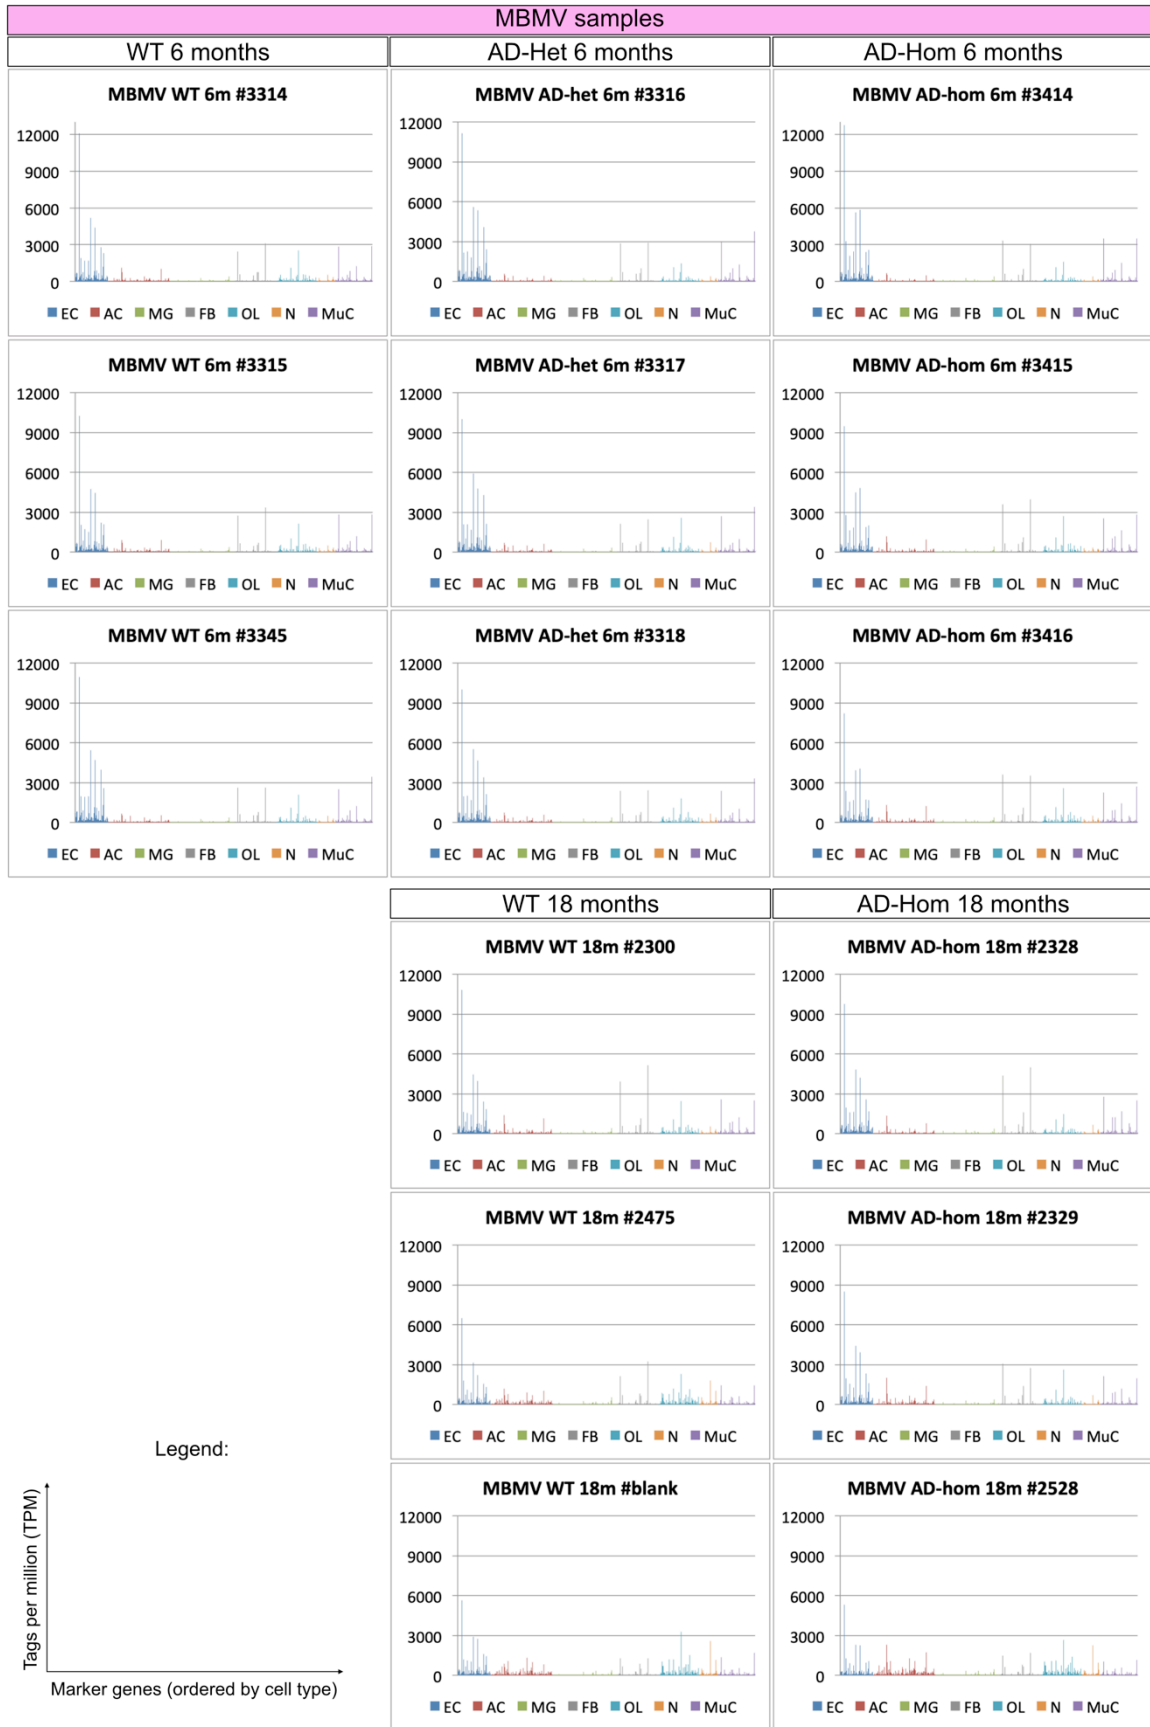 MBMV samples
WT 6 months
AD-Het 6 months
AD-Hom 6 months
MBMV WT 6m #3314
12000
9000
6000
3000
0
EC AC MG FB OL N MuC
MBMV AD-het 6m #3316
12000
9000
6000
3000
0
EC AC MG FB OL N MuC
MBMV AD-hom 6m #3414
12000
9000
6000
3000
0
EC AC MG FB OL N MuC
MBMV WT 6m #3315
12000
9000
6000
3000
0
EC AC MG FB OL N MuC
MBMV AD-het 6m #3317
12000
9000
6000
3000
0
EC AC MG FB OL N MuC
MBMV AD-hom 6m #3415
12000
9000
6000
3000
0
EC AC MG FB OL N MuC
MBMV WT 6m #3345
12000
9000
6000
3000
0
EC AC MG FB OL N MuC
MBMV AD-het 6m #3318
12000
9000
6000
3000
0
EC AC MG FB OL N MuC
MBMV AD-hom 6m #3416
12000
9000
6000
3000
0
EC AC MG FB OL N MuC
WT 18 months
AD-Hom 18 months
MBMV WT 18m #2300
12000
9000
6000
3000
0
EC AC MG FB OL N MuC
MBMV AD-hom 18m #2328
12000
9000
6000
3000
0
EC AC MG FB OL N MuC
MBMV WT 18m #2475
12000
9000
6000
3000
0
EC AC MG FB OL N MuC
MBMV AD-hom 18m #2329
12000
9000
6000
3000
0
EC AC MG FB OL N MuC
Legend:
Tags per million (TPM)
Marker genes (ordered by cell type)
MBMV WT 18m #blank
12000
9000
6000
3000
0
EC AC MG FB OL N MuC
MBMV AD-hom 18m #2528
12000
9000
6000
3000
0
EC AC MG FB OL N MuC